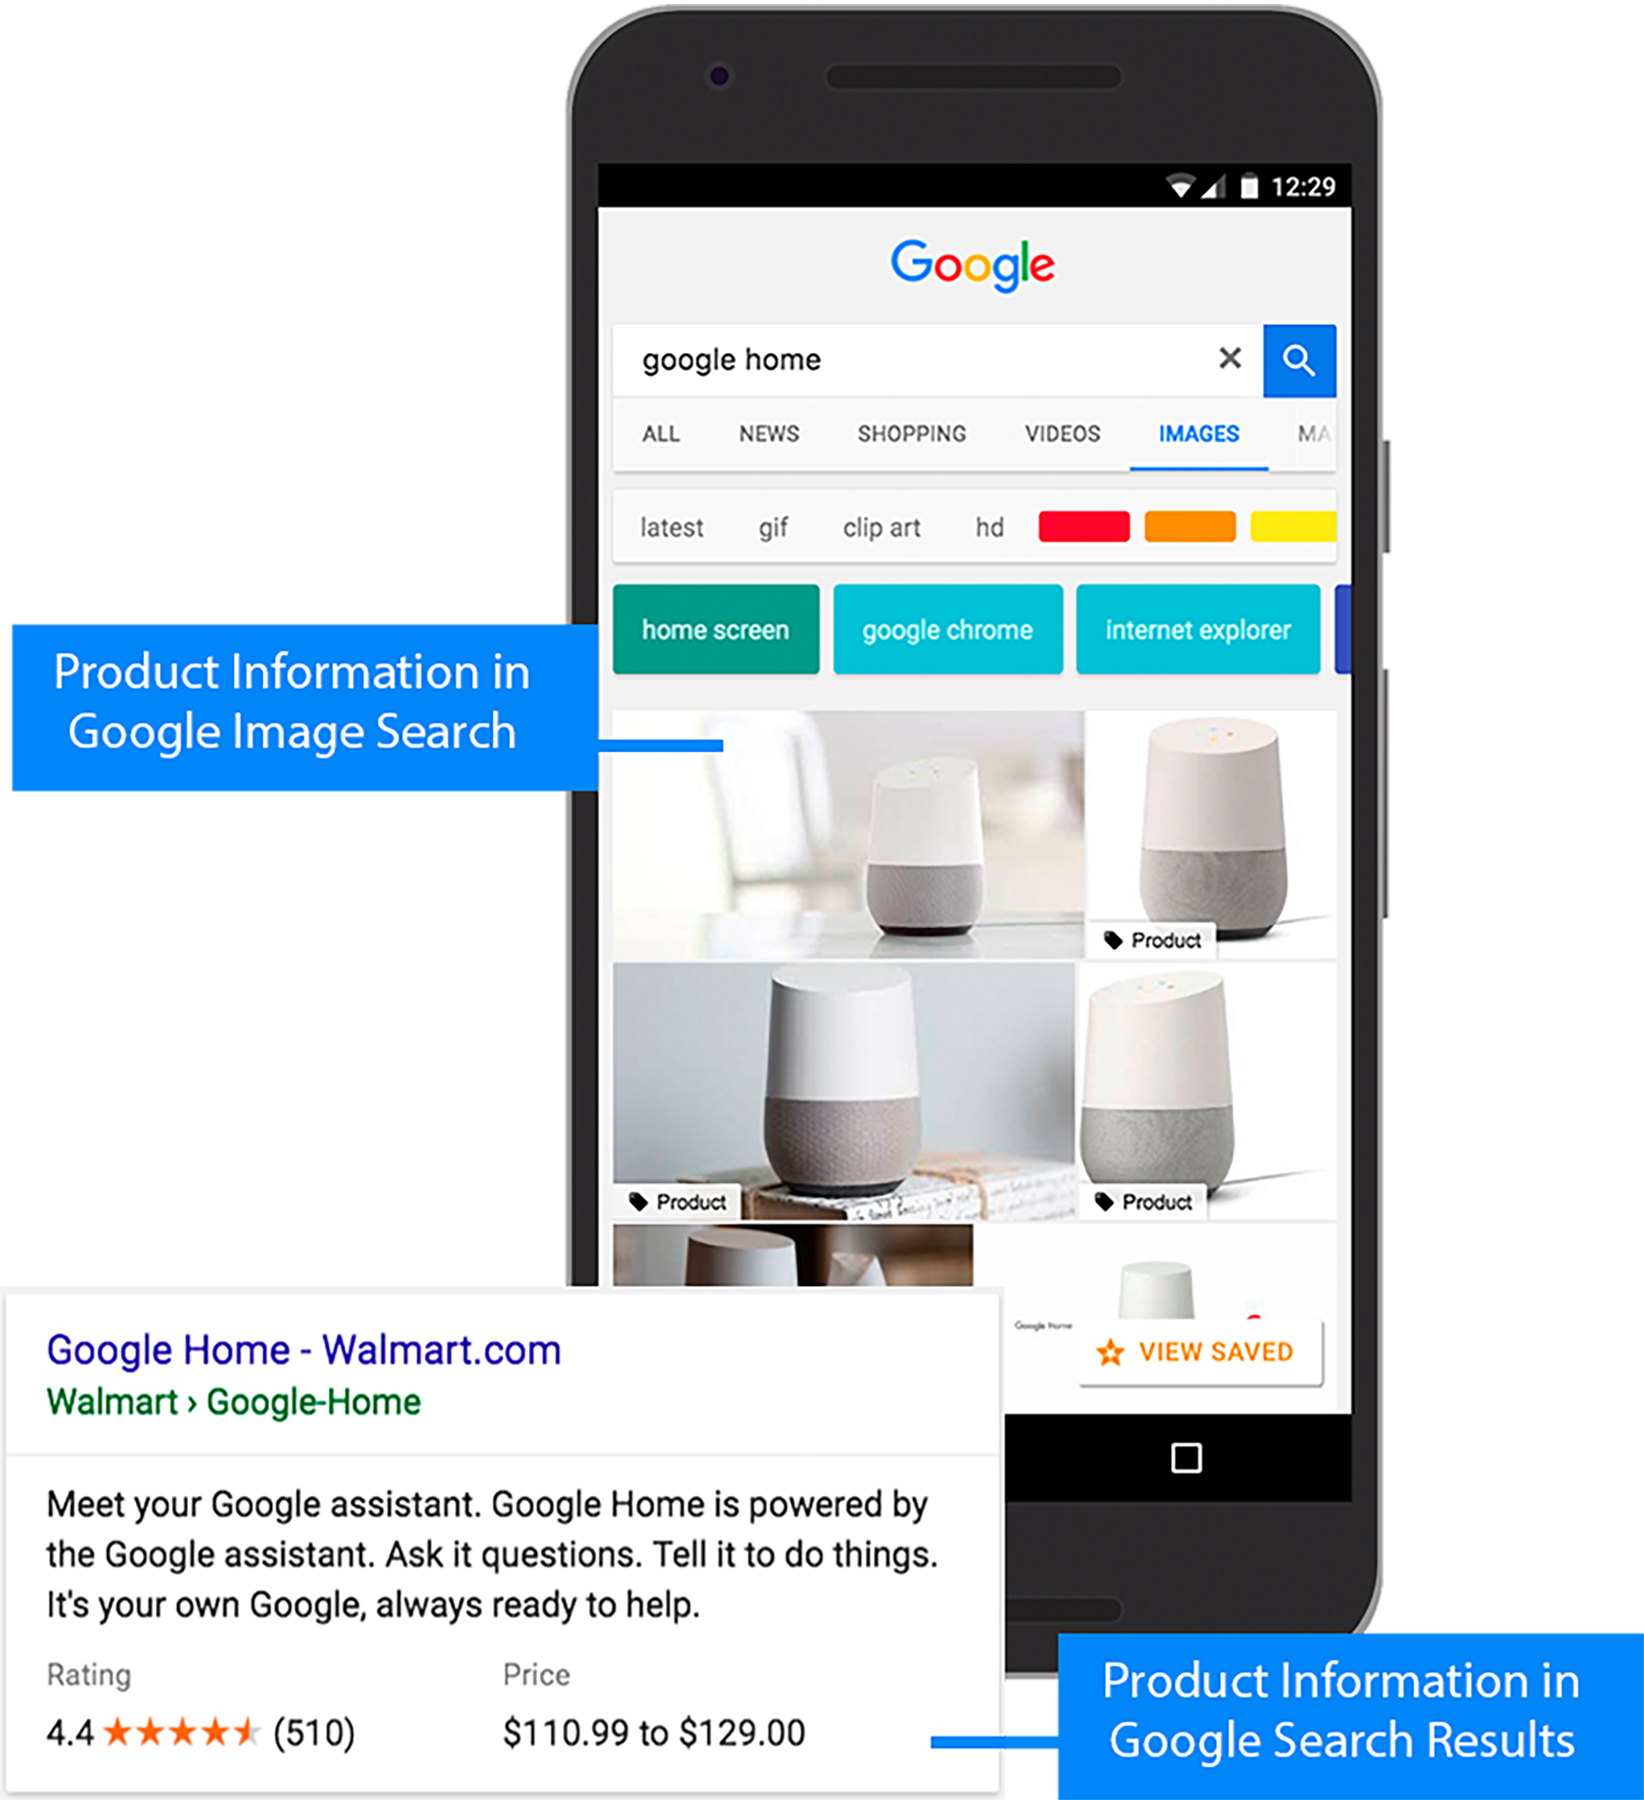 12:29
Google
google home
ALL NEWS SHOPPING VIDEOS IMAGES MA
latest gif clip art hd
home screen google chrome internet explorer
Product Information in
Google Image Search
Product
Product Product
Google Home
VIEW SAVED
Google Home - Walmart.com
Walmart › Google-Home
Meet your Google assistant. Google Home is powered by
the Google assistant. Ask it questions. Tell it to do things.
It's your own Google, always ready to help.
Rating Price
4.4 (510) $110.99 to $129.00
Product Information in
Google Search Results